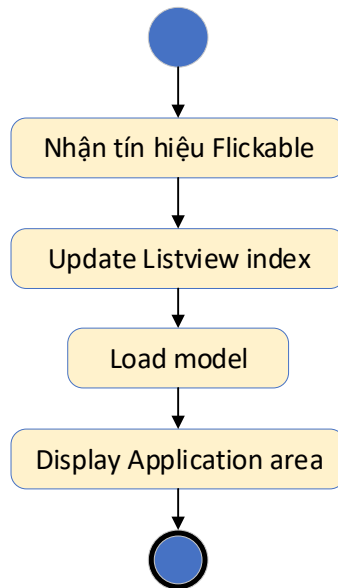 Nhận tín hiệu Flickable
Update Listview index
Load model
Display Application area